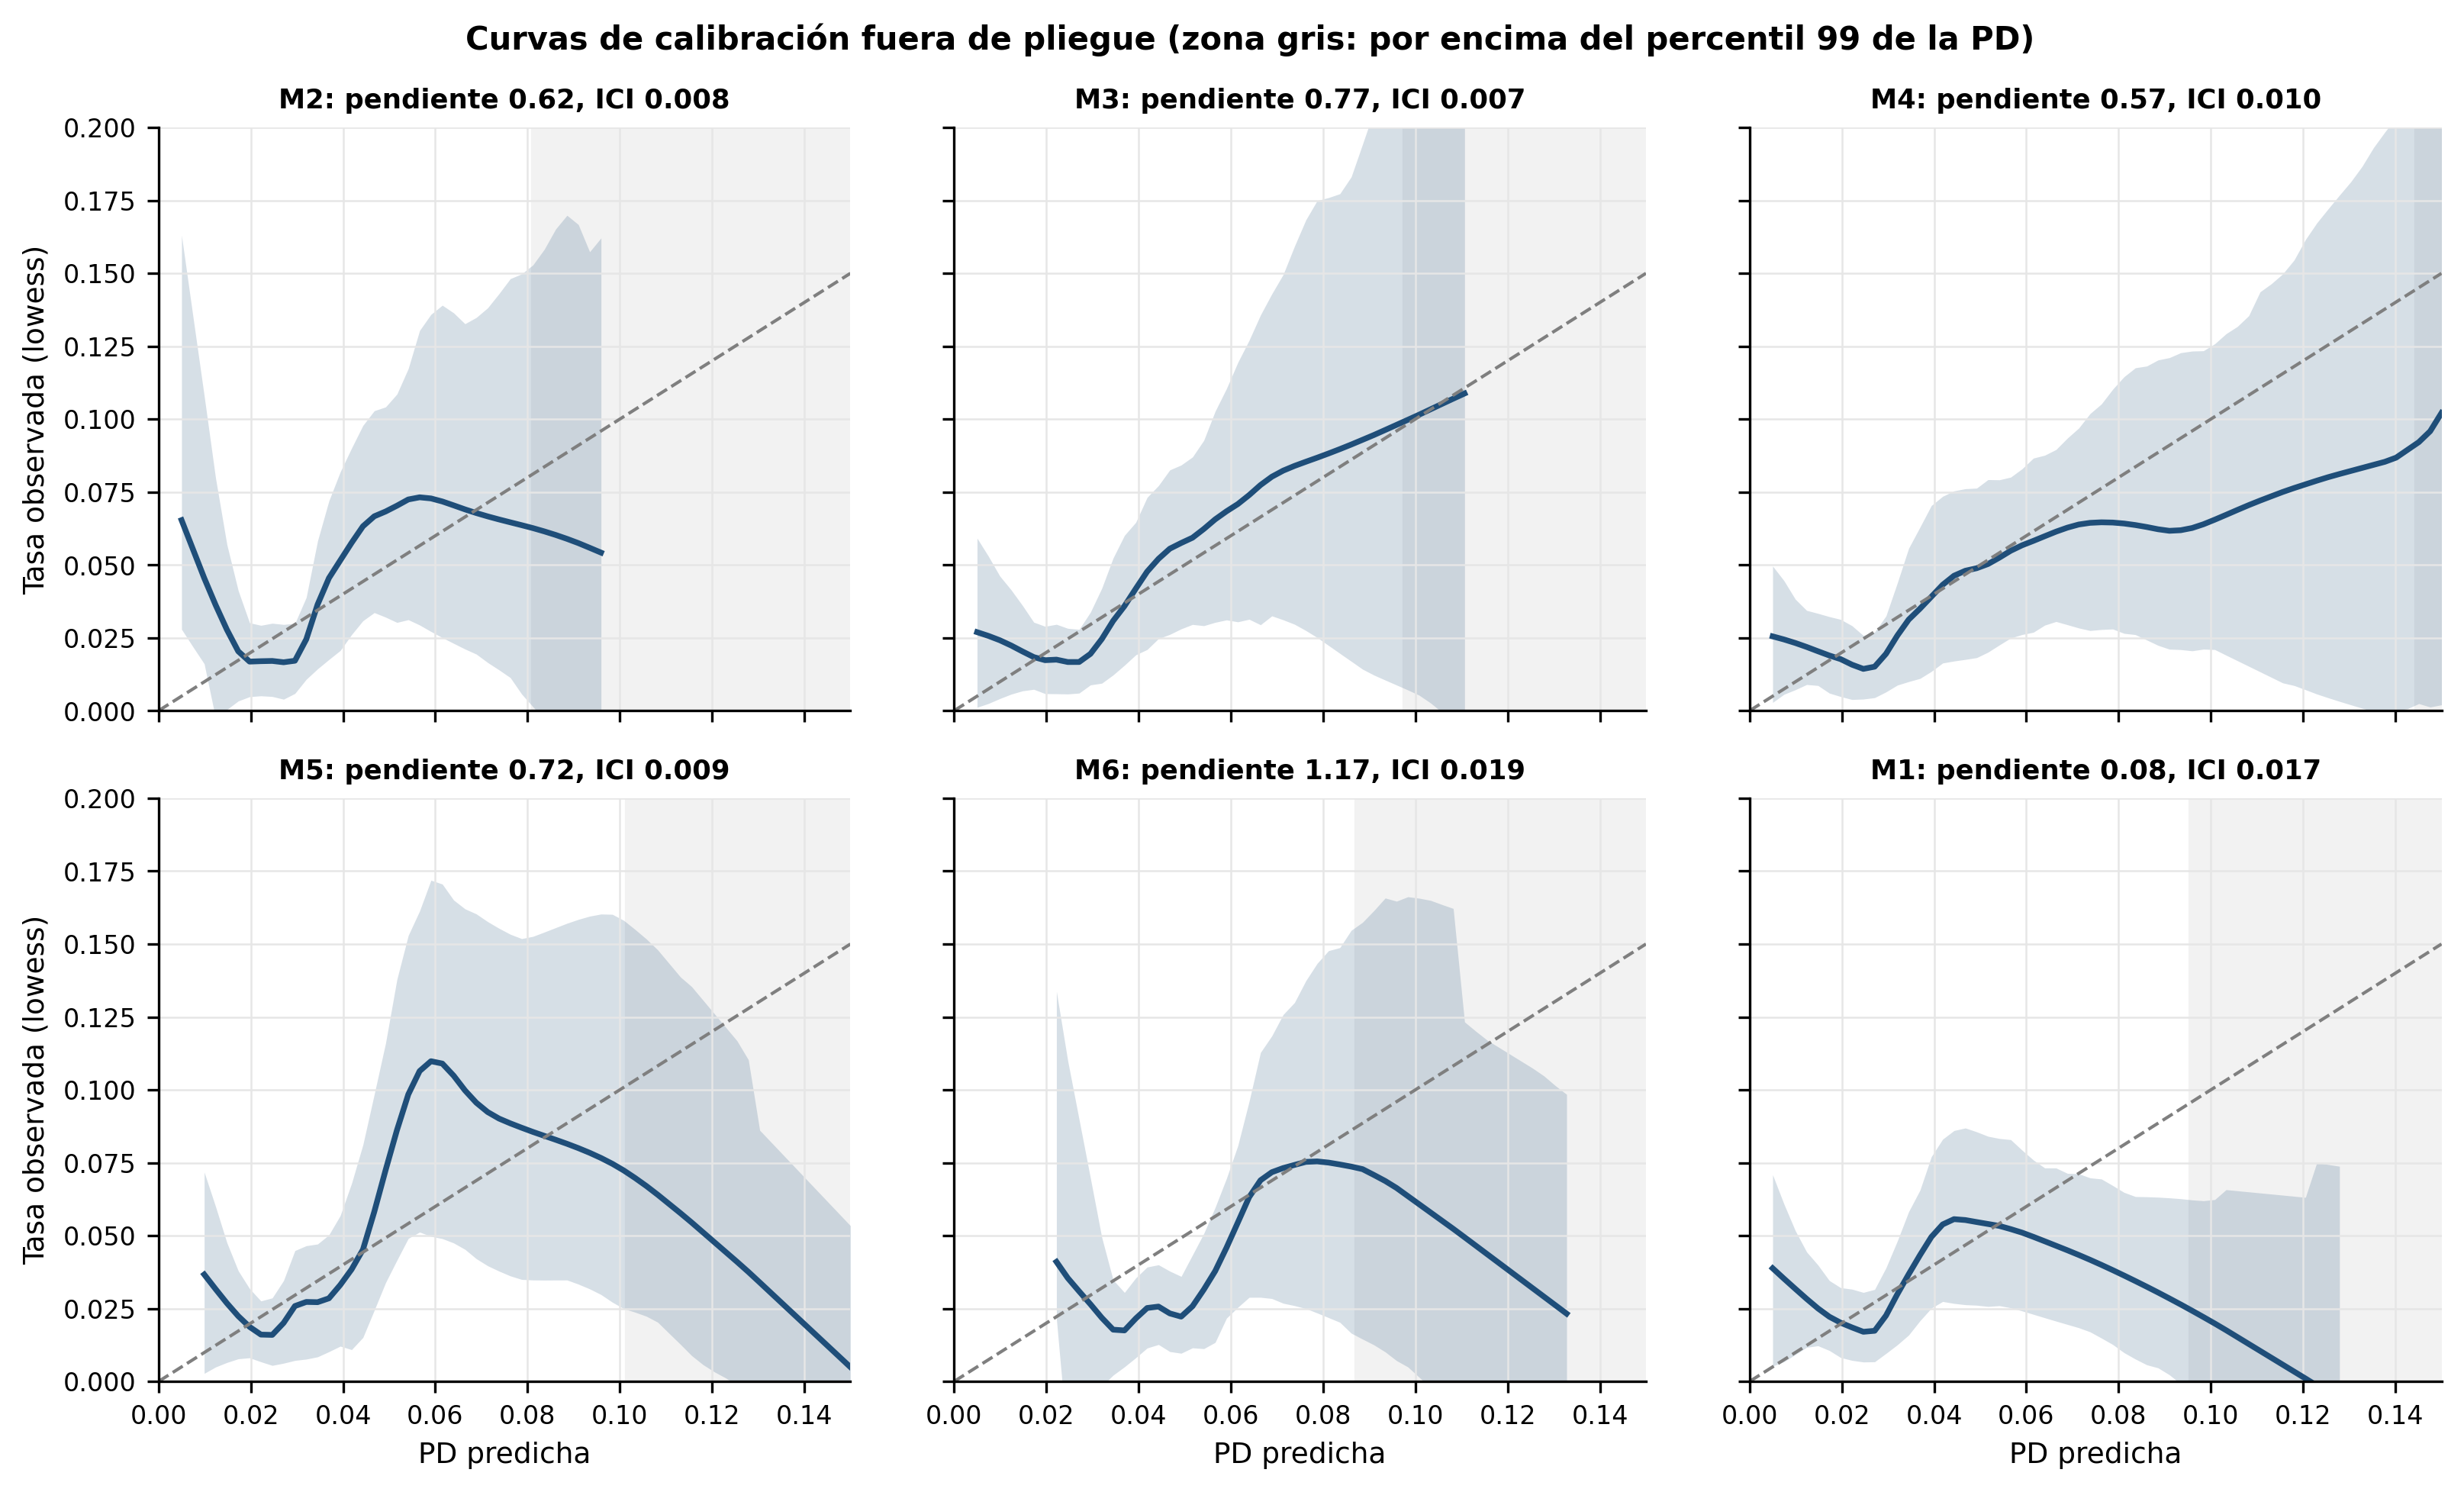 Curvas de calibración fuera de pliegue (zona gris: por encima del percentil 99 de la PD)
M2: pendiente 0.62, ICI 0.008
M3: pendiente 0.77, ICI 0.007
M4: pendiente 0.57, ICI 0.010
0.200
0.175
0.150
0.125
0.100
0.075
0.050
0.025
0.000
Tasa observada (lowess)
M5: pendiente 0.72, ICI 0.009
M6: pendiente 1.17, ICI 0.019
M1: pendiente 0.08, ICI 0.017
0.200
0.175
0.150
0.125
0.100
0.075
0.050
0.025
0.000
Tasa observada (lowess)
0.00 0.02 0.04 0.06 0.08 0.10 0.12 0.14
0.00 0.02 0.04 0.06 0.08 0.10 0.12 0.14
0.00 0.02 0.04 0.06 0.08 0.10 0.12 0.14
PD predicha
PD predicha
PD predicha